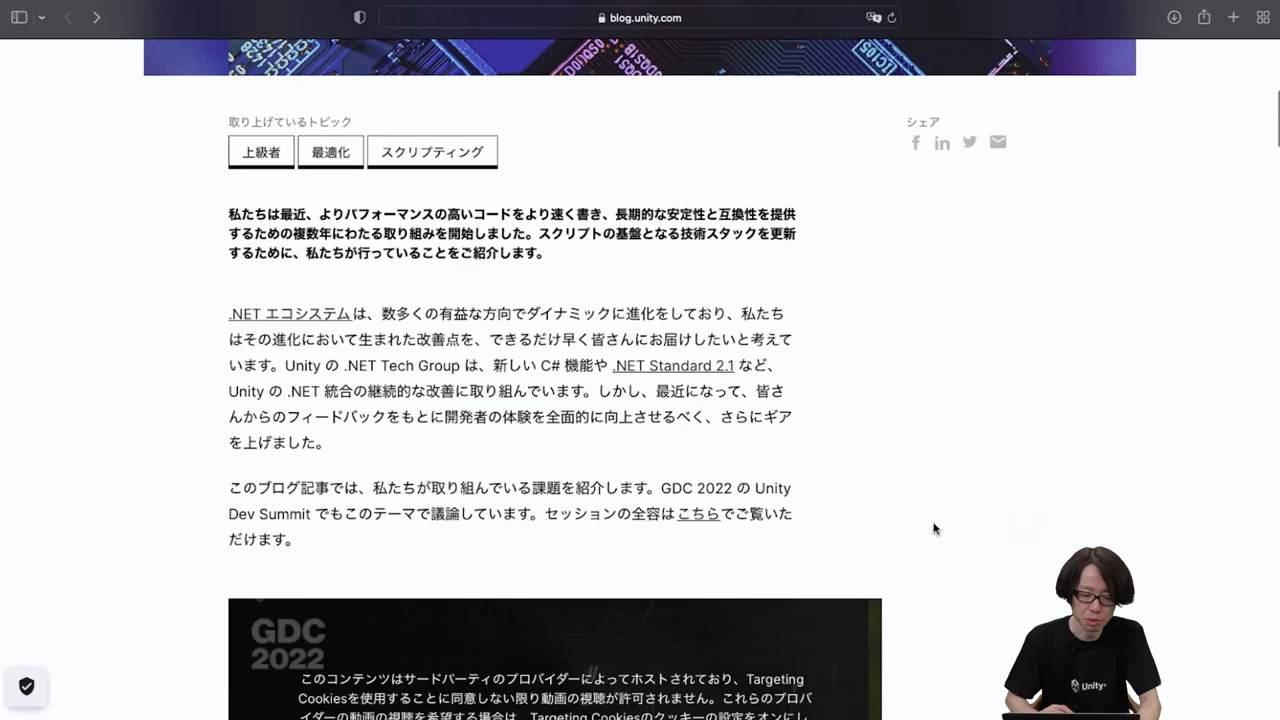 blog.unity.com
DQS0
DQS1B
DQS1
LC105
取り上げているトピック
シェア
上級者
最適化
スクリプティング
私たちは最近、よりパフォーマンスの高いコードをより速く書き、長期的な安定性と互換性を提供
するための複数年にわたる取り組みを開始しました。スクリプトの基盤となる技術スタックを更新
するために、私たちが行っていることをご紹介します。
.NET エコシステムは、数多くの有益な方向でダイナミックに進化をしており、私たち
はその進化において生まれた改善点を、できるだけ早く皆さんにお届けしたいと考えて
います。Unity の .NET Tech Group は、新しい C# 機能や .NET Standard 2.1 など、
Unity の .NET 統合の継続的な改善に取り組んでいます。しかし、最近になって、皆さ
んからのフィードバックをもとに開発者の体験を全面的に向上させるべく、さらにギア
を上げました。
このブログ記事では、私たちが取り組んでいる課題を紹介します。GDC 2022 の Unity
Dev Summit でもこのテーマで議論しています。セッションの全容はこちらでご覧いた
だけます。
GDC
2022
このコンテンツはサードパーティのプロバイダーによってホストされており、Targeting
Cookiesを使用することに同意しない限り動画の視聴が許可されません。これらのプロバ
イダーの動画の視聴を希望する場合は、Targeting Cookiesのクッキーの設定をオンにし
Unity